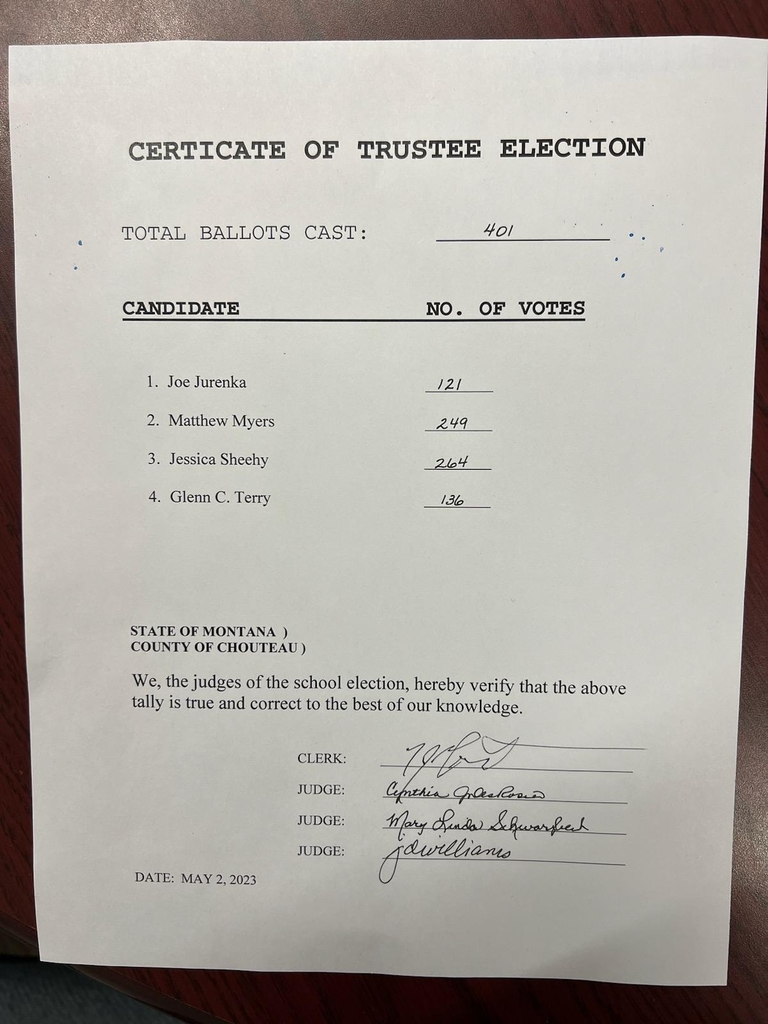 CERTICATE OF TRUSTEE ELECTION
TOTAL BALLOTS CAST: 401
CANDIDATE NO. OF VOTES
1. Joe Jurenka 121
2. Matthew Myers 249
3. Jessica Sheehy 264
4. Glenn C. Terry 136
STATE OF MONTANA )
COUNTY OF CHOUTEAU )
We, the judges of the school election, hereby verify that the above
tally is true and correct to the best of our knowledge.
CLERK:
JUDGE: Cynthia
JUDGE: Mary Linda
JUDGE: jdwilliams
DATE: MAY 2, 2023